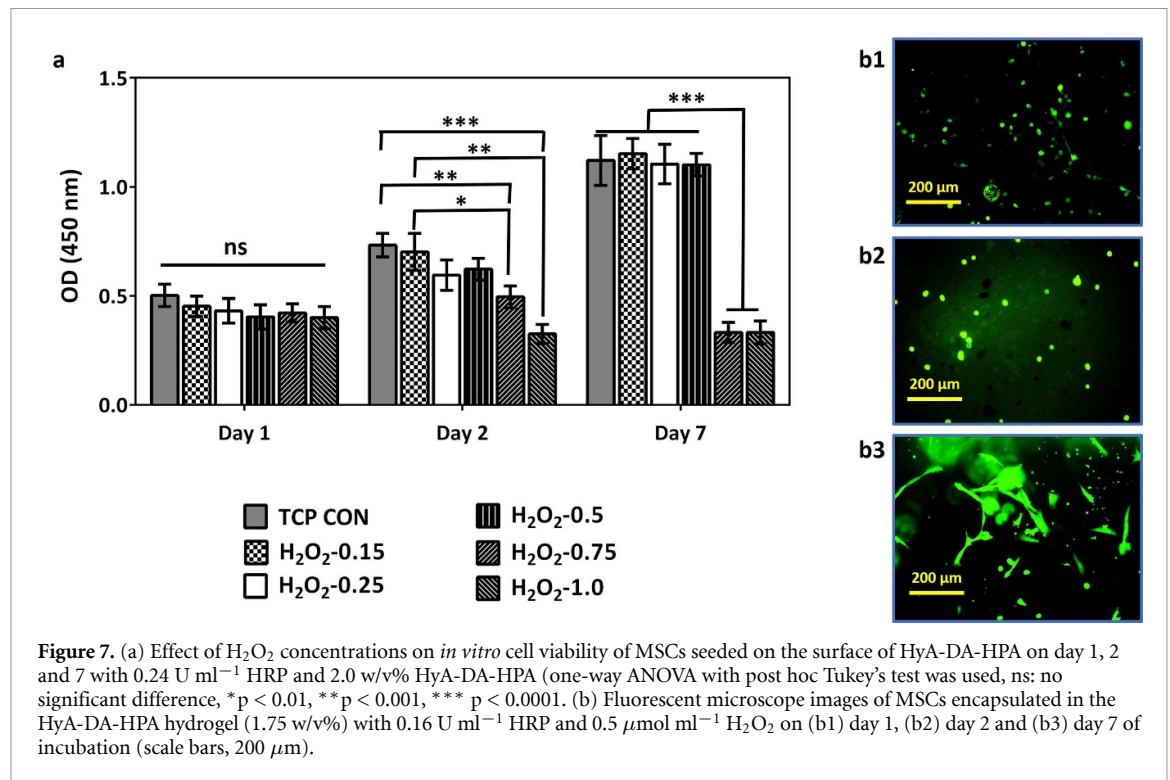 a
1.5
1.0
0.5
0.0
OD (450 nm)
ns
***
**
**
*
***
Day 1
Day 2
Day 7
TCP CON
H₂O₂-0.15
H₂O₂-0.25
H₂O₂-0.5
H₂O₂-0.75
H₂O₂-1.0
b1
200 µm
b2
200 µm
b3
200 µm
Figure 7. (a) Effect of H₂O₂ concentrations on in vitro cell viability of MSCs seeded on the surface of HyA-DA-HPA on day 1, 2
and 7 with 0.24 U ml⁻¹ HRP and 2.0 w/v% HyA-DA-HPA (one-way ANOVA with post hoc Tukey's test was used, ns: no
significant difference, *p < 0.01, **p < 0.001, *** p < 0.0001. (b) Fluorescent microscope images of MSCs encapsulated in the
HyA-DA-HPA hydrogel (1.75 w/v%) with 0.16 U ml⁻¹ HRP and 0.5 µmol ml⁻¹ H₂O₂ on (b1) day 1, (b2) day 2 and (b3) day 7 of
incubation (scale bars, 200 µm).